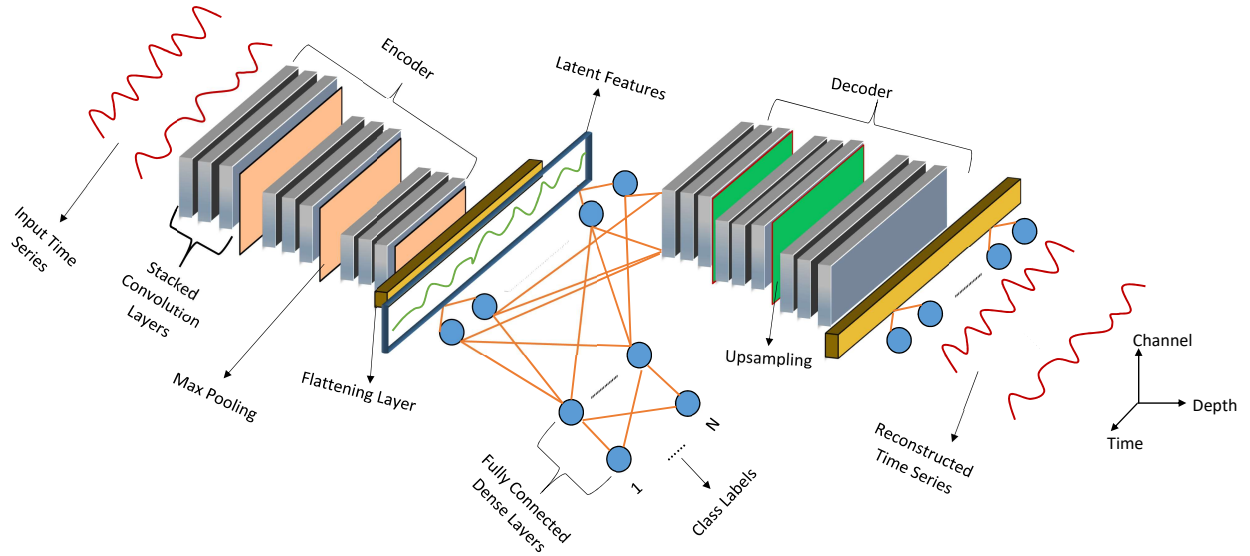 Encoder
Latent Features
Decoder
Input Time
Series
Stacked
Convolution
Layers
Max Pooling
Flattening Layer
Upsampling
Fully Connected
Dense Layers
1
N
Class Labels
Reconstructed
Time Series
Channel
Depth
Time